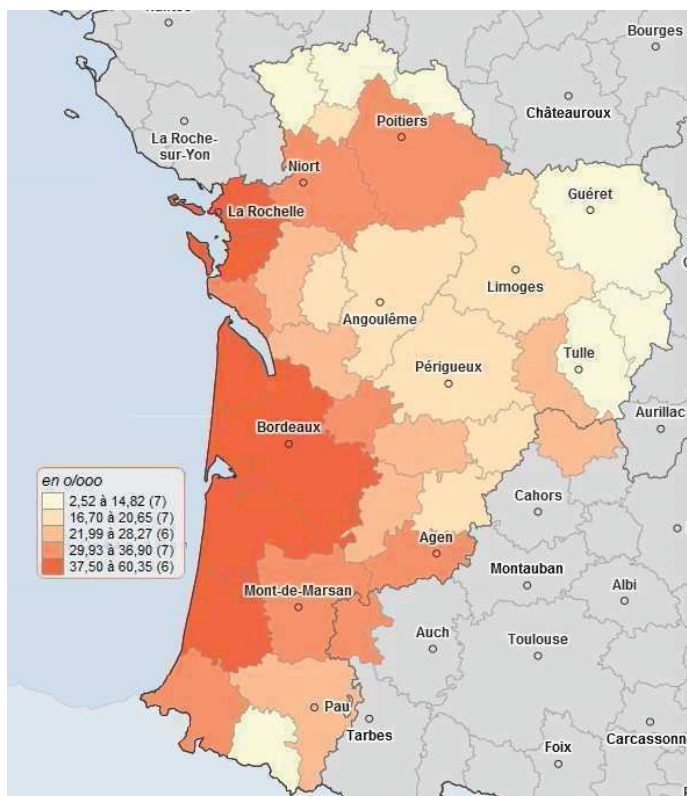 Bourges
Châteauroux
La Roche-
sur-Yon
Poitiers
Niort
Guéret
La Rochelle
Limoges
Angoulême
Périgueux
Tulle
Aurillac
Bordeaux
en o/ooo
2,52 à 14,82 (7)
16,70 à 20,65 (7)
21,99 à 28,27 (6)
29,93 à 36,90 (7)
37,50 à 60,35 (6)
Cahors
Agen
Montauban
Mont-de-Marsan
Albi
Auch
Toulouse
Pau
Tarbes
Foix
Carcassonn